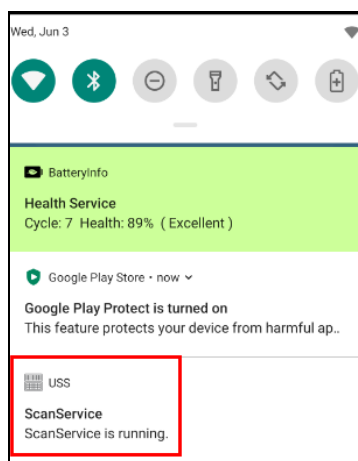 Wed, Jun 3
BatteryInfo
Health Service
Cycle: 7 Health: 89% ( Excellent )
Google Play Store • now
Google Play Protect is turned on
This feature protects your device from harmful ap..
USS
ScanService
ScanService is running.